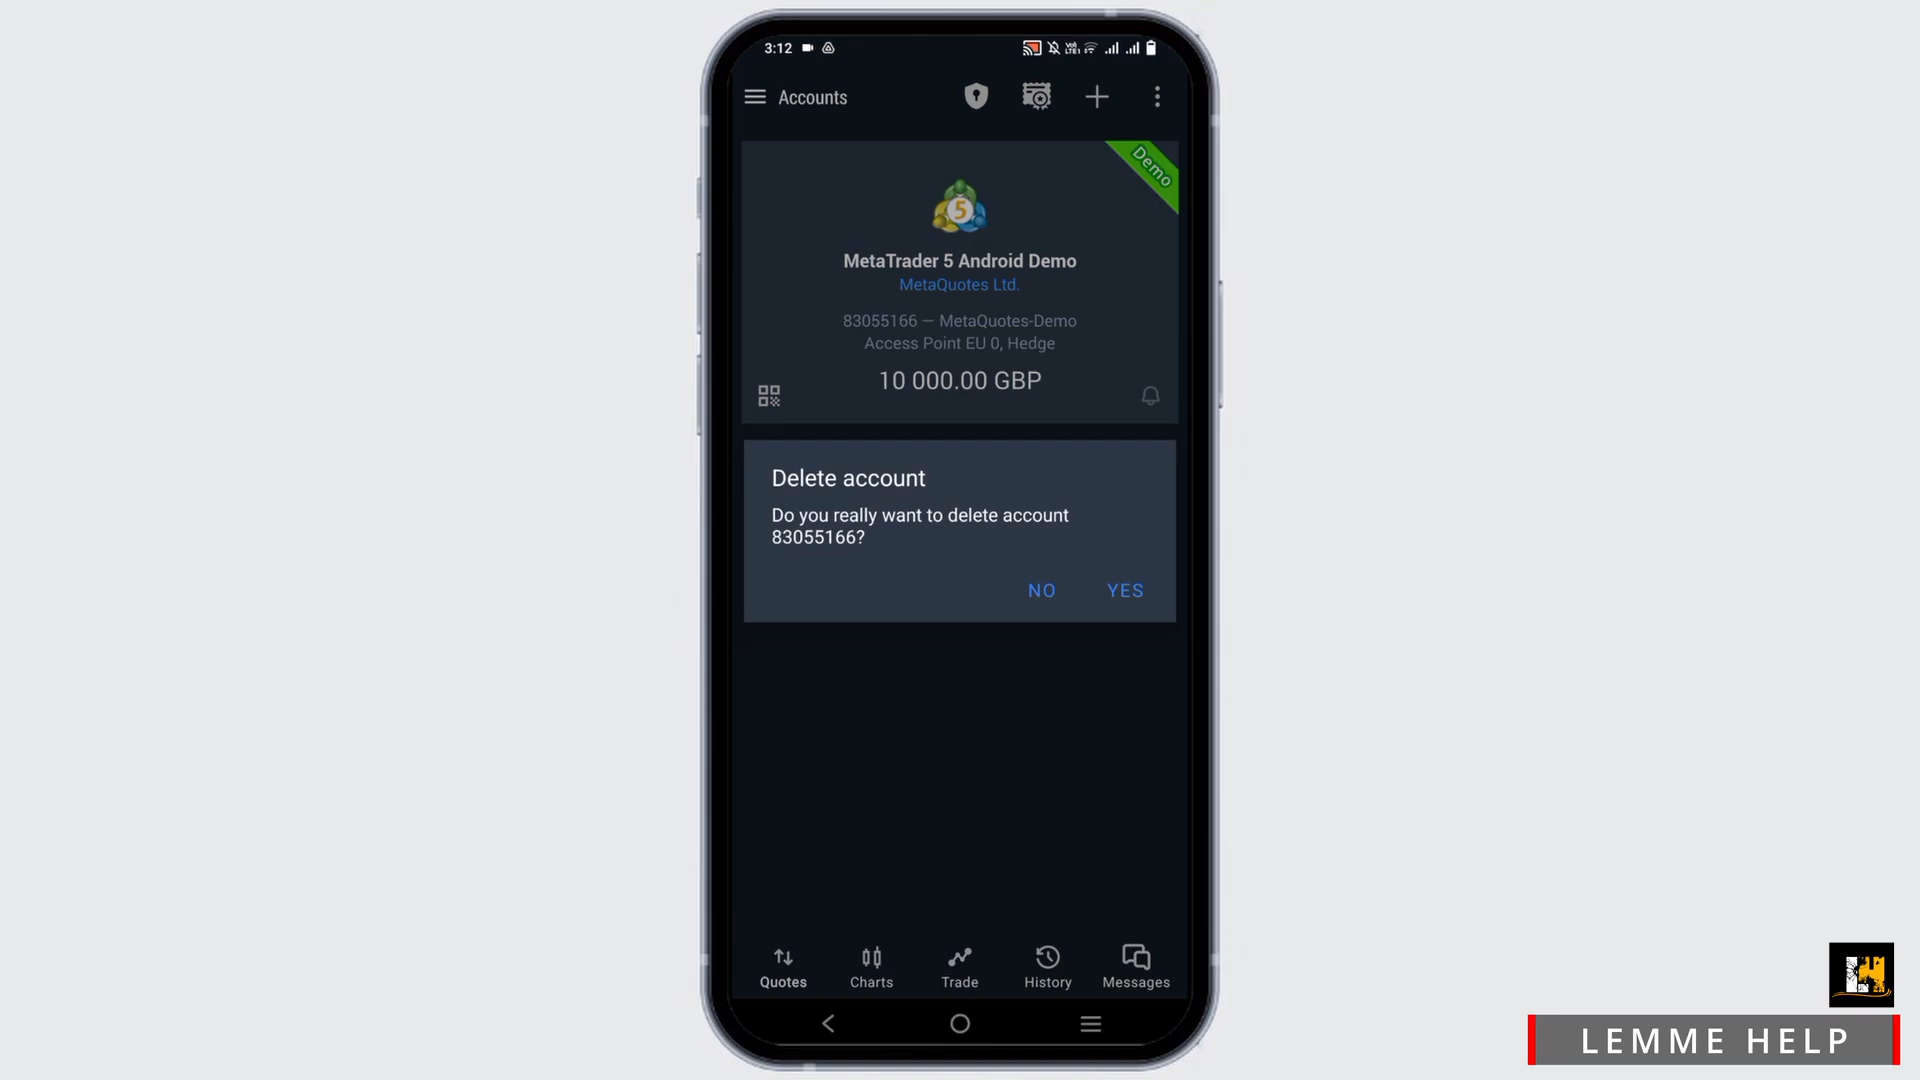 3:12
Accounts
Demo
5
MetaTrader 5 Android Demo
MetaQuotes Ltd.
83055166 — MetaQuotes-Demo
Access Point EU 0, Hedge
10 000.00 GBP
Delete account
Do you really want to delete account
83055166?
NO YES
Quotes Charts Trade History Messages
LEMME HELP